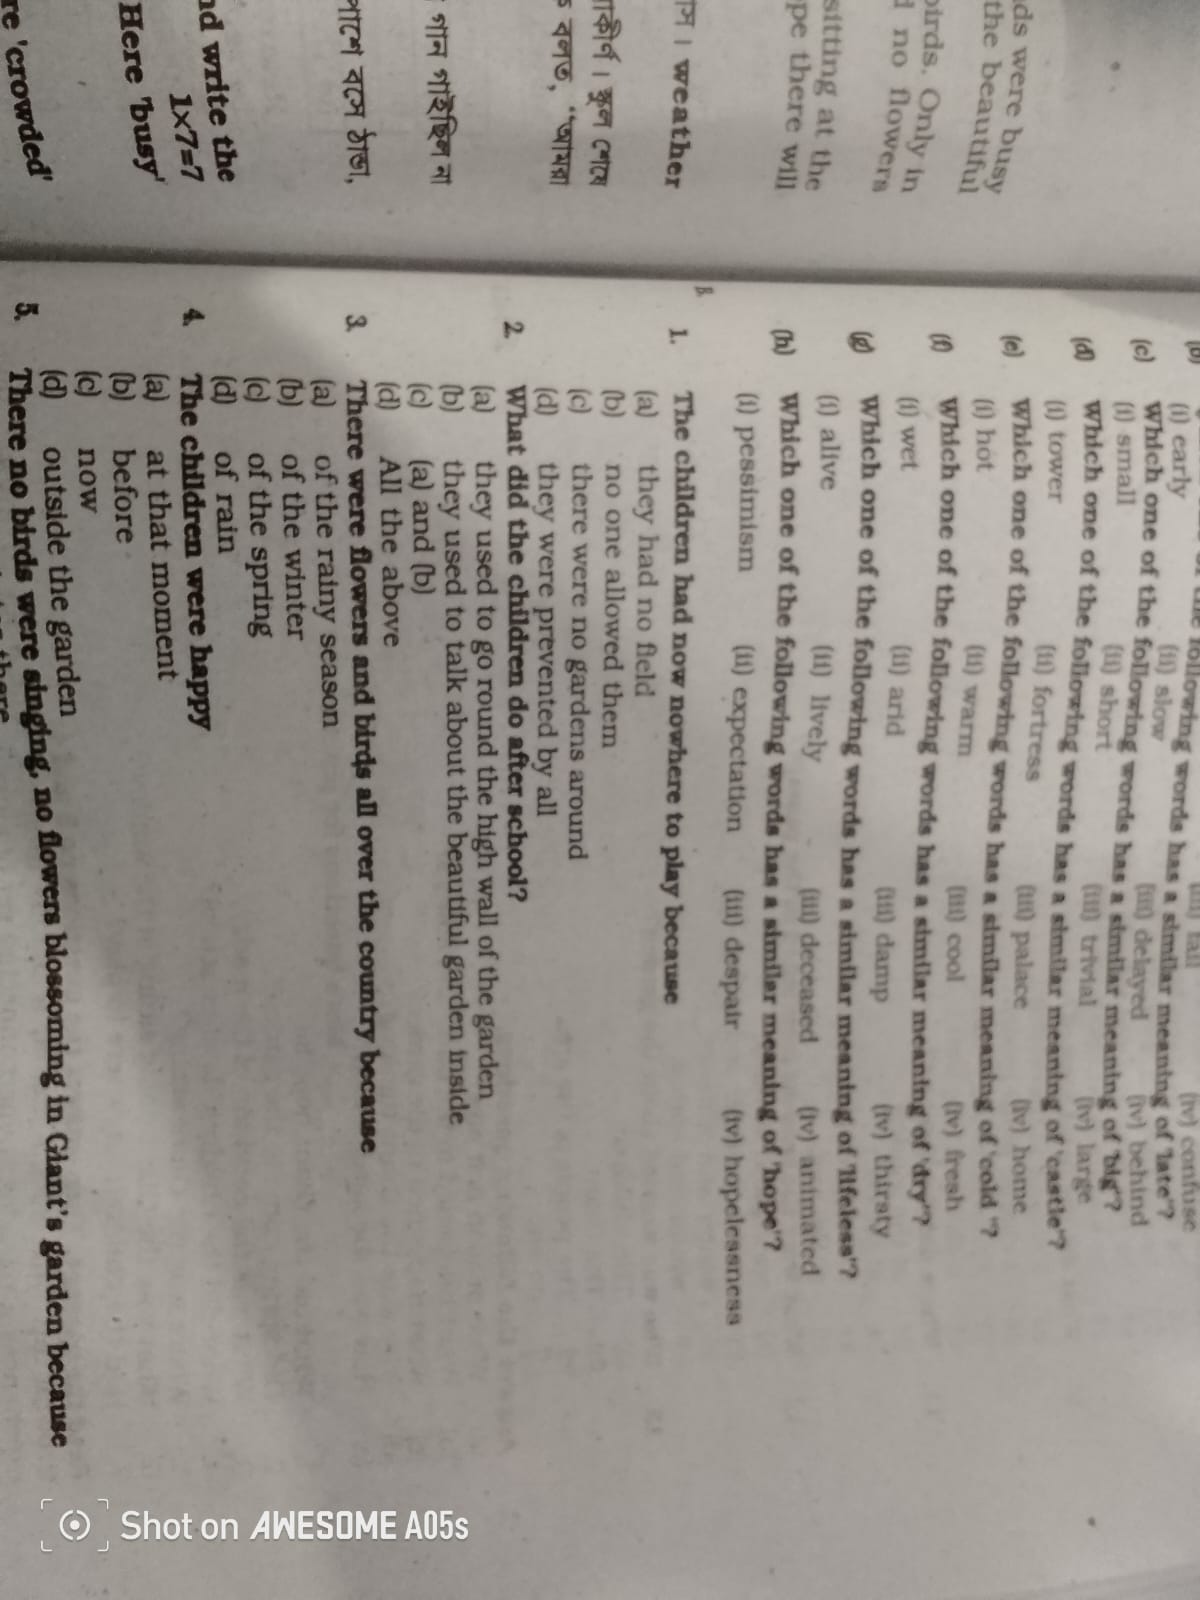 ds were busy
the beautiful
birds. Only in
no flowers
sitting at the
pe there will
স। weather
াকীর্ণ। স্কুল শেষে
বলত, “আমরা
গান গাইছিল না
পাশে বসে ঠান্ডা,
nd write the
1×7=7
Here 'busy'
re 'crowded'
(b) following words has a similar meaning of 'late'?
(iii) fall (iv) confuse
(i) early (ii) slow (iii) delayed (iv) behind
(c) Which one of the following words has a similar meaning of 'big'?
(i) small (ii) short (iii) trivial (iv) large
(d) Which one of the following words has a similar meaning of 'castle'?
(i) tower (ii) fortress (iii) palace (iv) home
(e) Which one of the following words has a similar meaning of 'cold "?
(i) hot (ii) warm (iii) cool (iv) fresh
(f) Which one of the following words has a similar meaning of 'dry'?
(i) wet (ii) arid (iii) damp (iv) thirsty
(g) Which one of the following words has a similar meaning of 'lifeless'?
(i) alive (ii) lively (iii) deceased (iv) animated
(h) Which one of the following words has a similar meaning of 'hope'?
(i) pessimism (ii) expectation (iii) despair (iv) hopelessness
B.
1. The children had now nowhere to play because
(a) they had no field
(b) no one allowed them
(c) there were no gardens around
(d) they were prevented by all
2. What did the children do after school?
(a) they used to go round the high wall of the garden
(b) they used to talk about the beautiful garden inside
(c) (a) and (b)
(d) All the above
3. There were flowers and birds all over the country because
(a) of the rainy season
(b) of the winter
(c) of the spring
(d) of rain
4. The children were happy
(a) at that moment
(b) before
(c) now
(d) outside the garden
5. There no birds were singing, no flowers blossoming in Giant's garden because
there
Shot on AWESOME A05s